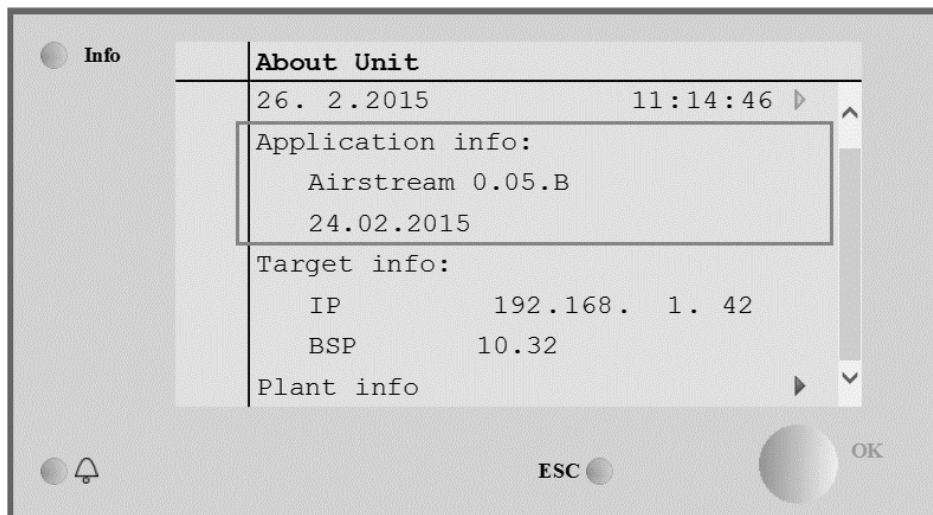 Info
About Unit
26. 2.2015 11:14:46
Application info:
Airstream 0.05.B
24.02.2015
Target info:
IP 192.168. 1. 42
BSP 10.32
Plant info
ESC
OK